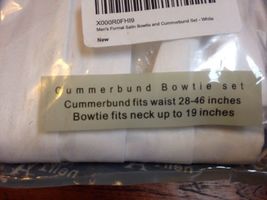 X000R0FHI9
Men's Formal Satin Bowtie and Cummerbund Set - White
New
Cummerbund Bowtie set
Cummerbund fits waist 28-46 inches
Bowtie fits neck up to 19 inches